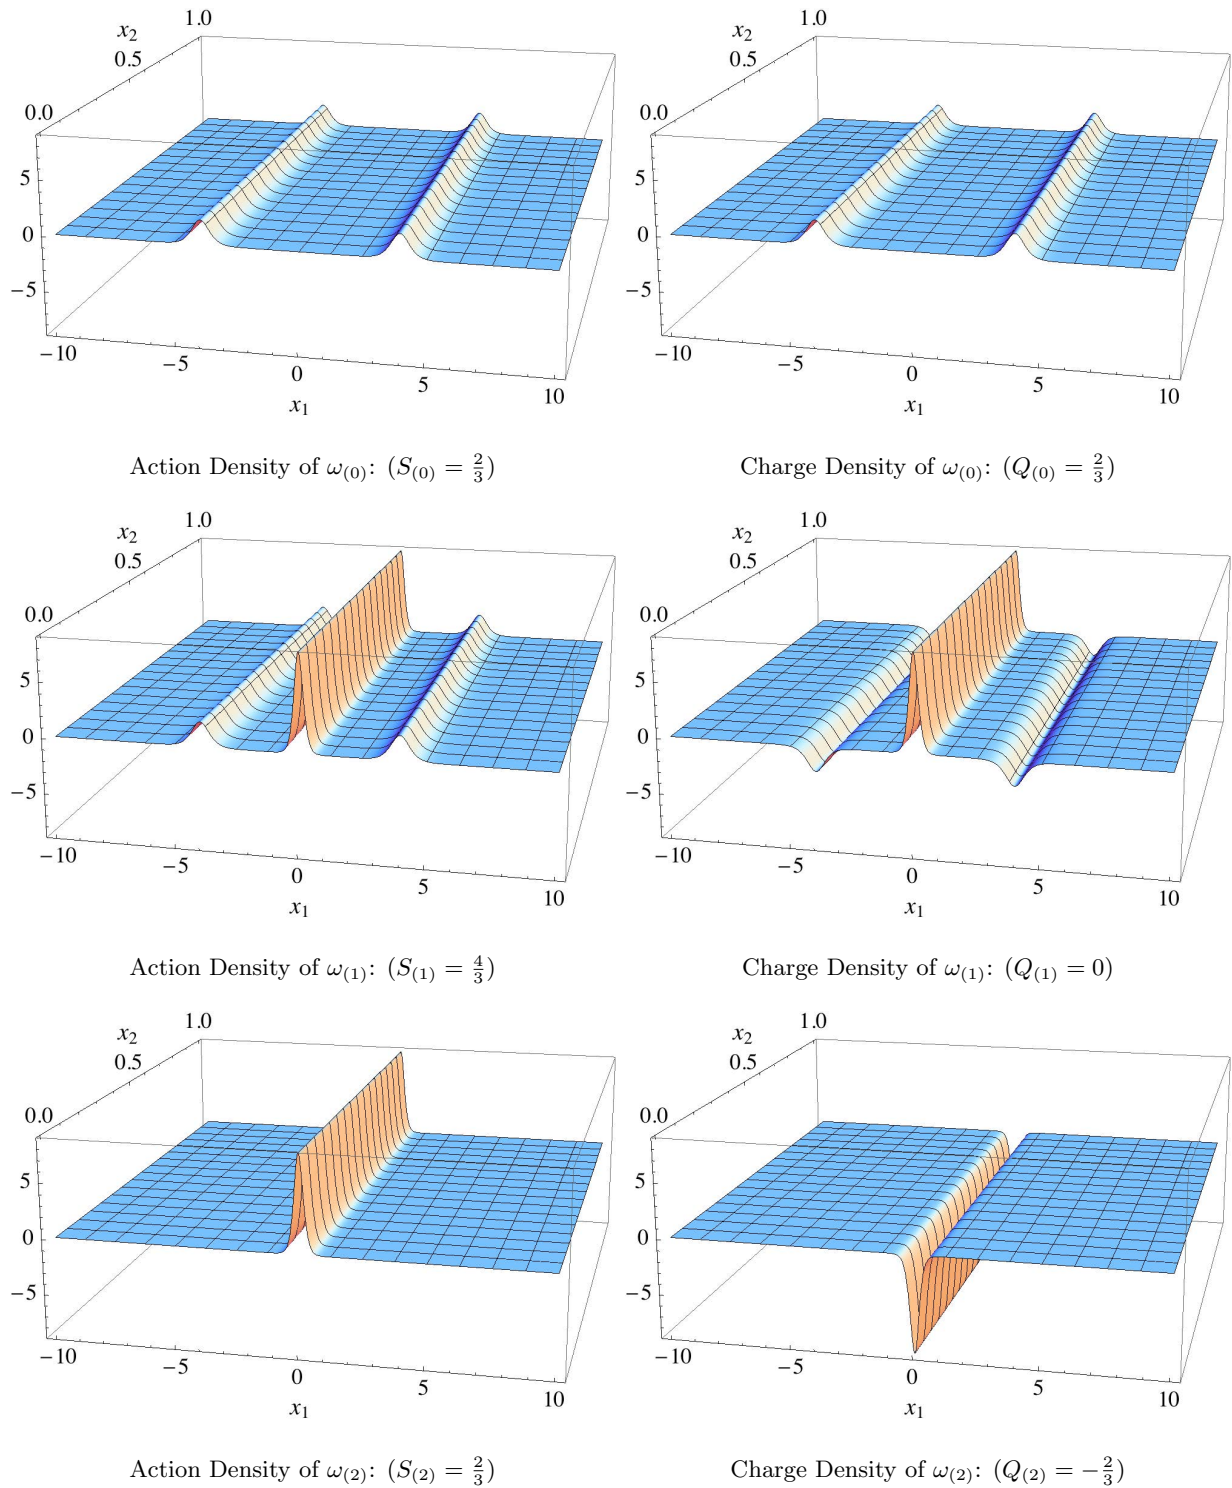 x₂ 1.0 x₂ 1.0
0.5 0.5
0.0 0.0
5 5
0 0
−5 −5
−10 −5 0 5 10 −10 −5 0 5 10
x₁ x₁
Action Density of ω₍₀₎: (S₍₀₎ = 2/3) Charge Density of ω₍₀₎: (Q₍₀₎ = 2/3)
x₂ 1.0 x₂ 1.0
0.5 0.5
0.0 0.0
5 5
0 0
−5 −5
−10 −5 0 5 10 −10 −5 0 5 10
x₁ x₁
Action Density of ω₍₁₎: (S₍₁₎ = 4/3) Charge Density of ω₍₁₎: (Q₍₁₎ = 0)
x₂ 1.0 x₂ 1.0
0.5 0.5
0.0 0.0
5 5
0 0
−5 −5
−10 −5 0 5 10 −10 −5 0 5 10
x₁ x₁
Action Density of ω₍₂₎: (S₍₂₎ = 2/3) Charge Density of ω₍₂₎: (Q₍₂₎ = −2/3)